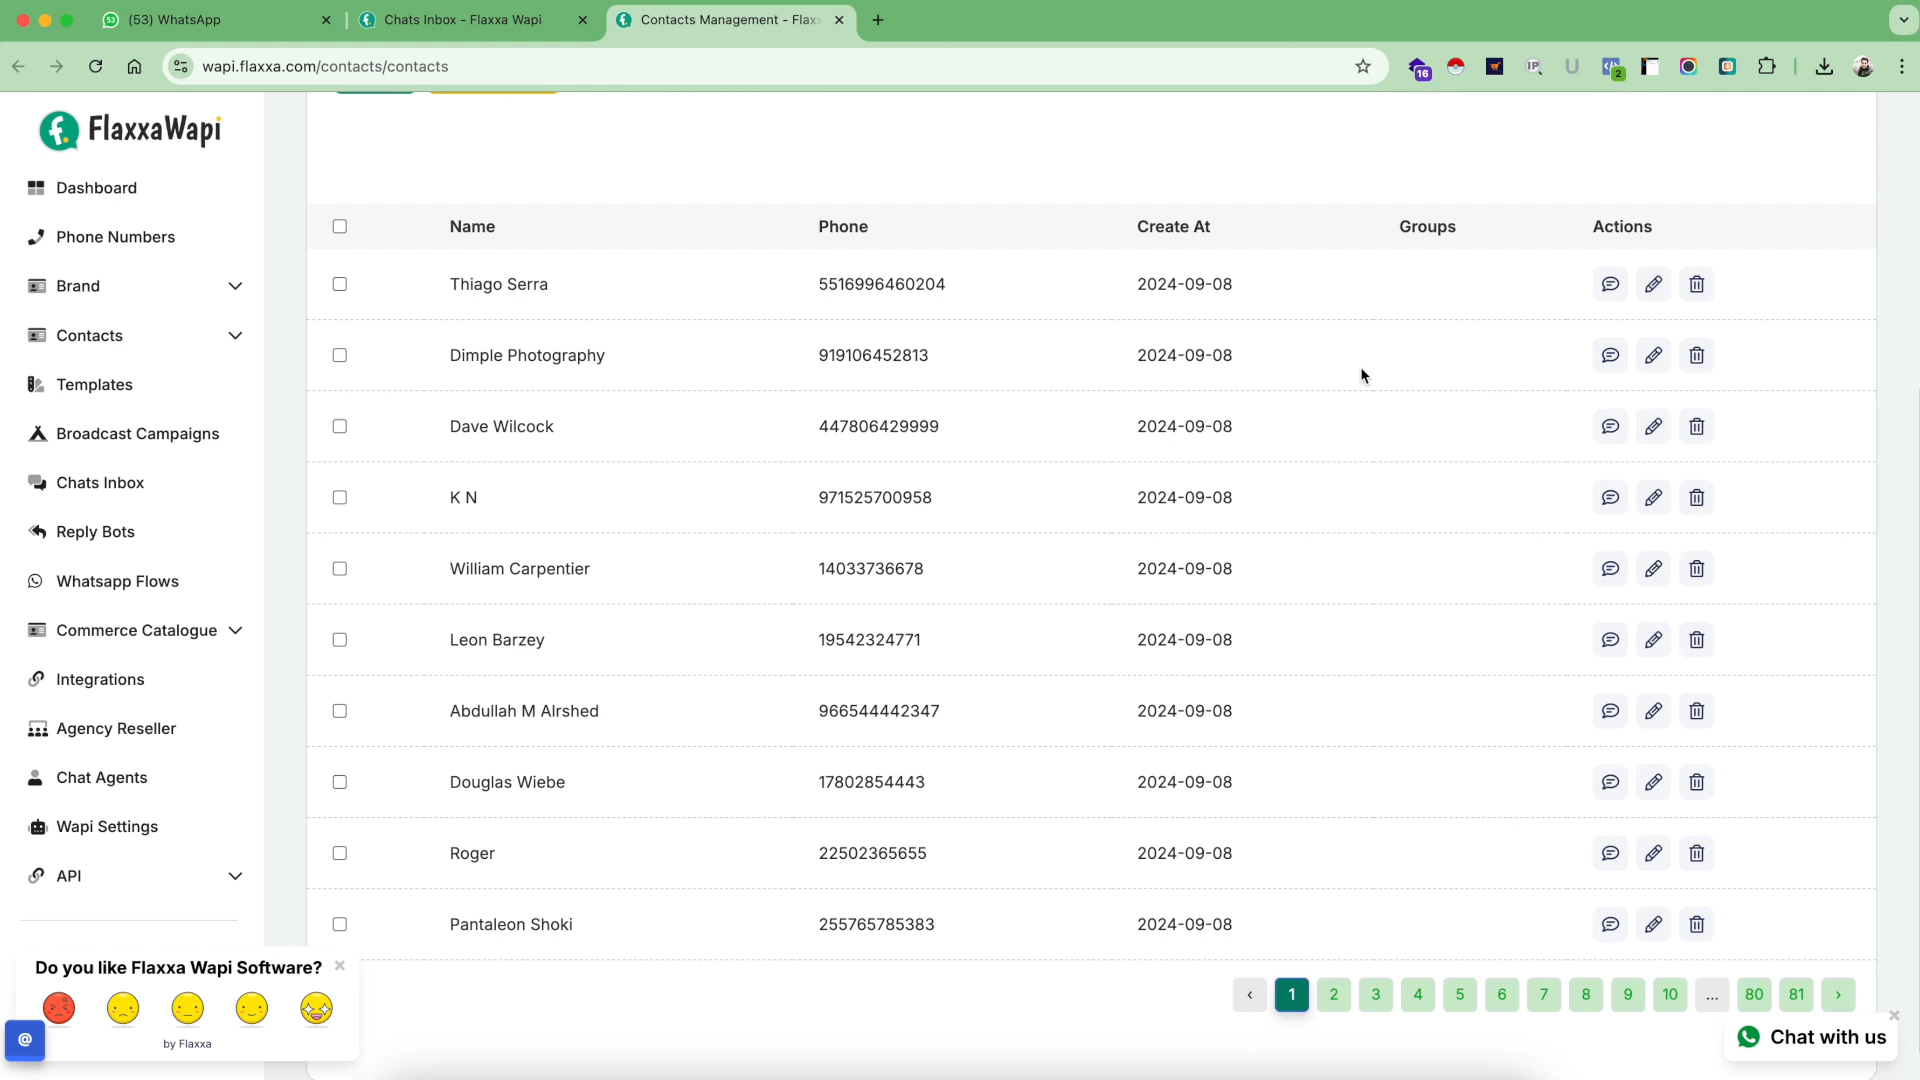 (53) WhatsApp
Chats Inbox - Flaxxa Wapi
Contacts Management - Flax
wapi.flaxxa.com/contacts/contacts
16
IP
U
2
FlaxxaWapi
Dashboard
Phone Numbers
Brand
Contacts
Templates
Broadcast Campaigns
Chats Inbox
Reply Bots
Whatsapp Flows
Commerce Catalogue
Integrations
Agency Reseller
Chat Agents
Wapi Settings
API
Name Phone Create At Groups Actions
Thiago Serra 5516996460204 2024-09-08
Dimple Photography 919106452813 2024-09-08
Dave Wilcock 447806429999 2024-09-08
K N 971525700958 2024-09-08
William Carpentier 14033736678 2024-09-08
Leon Barzey 19542324771 2024-09-08
Abdullah M Alrshed 966544442347 2024-09-08
Douglas Wiebe 17802854443 2024-09-08
Roger 22502365655 2024-09-08
Pantaleon Shoki 255765785383 2024-09-08
‹ 1 2 3 4 5 6 7 8 9 10 ... 80 81 ›
Do you like Flaxxa Wapi Software?
by Flaxxa
@
Chat with us